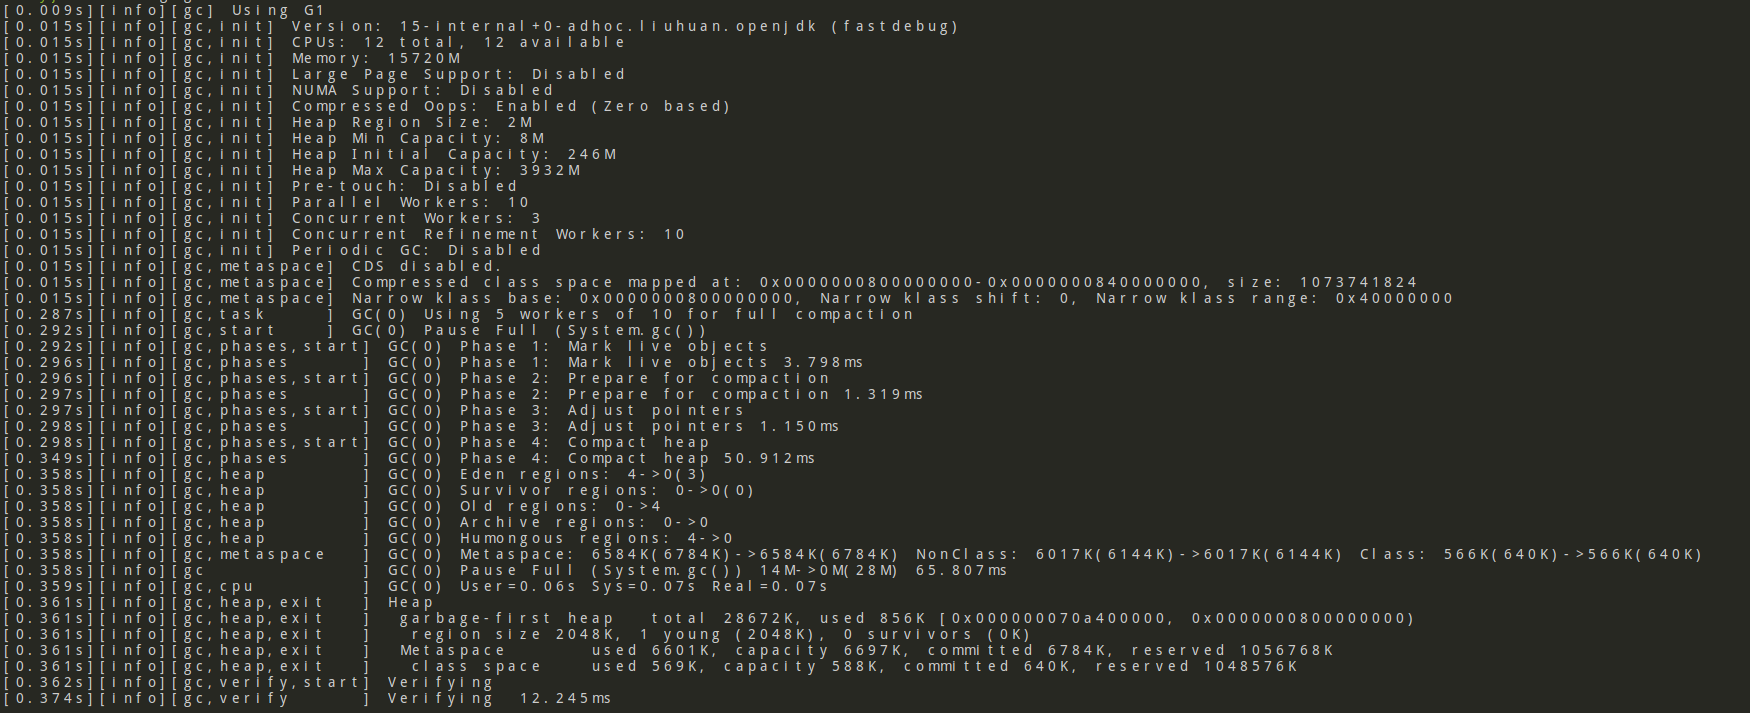 [0.009s][info][gc] Using G1
[0.015s][info][gc,init] Version: 15-internal+0-adhoc.liuhuan.openjdk (fastdebug)
[0.015s][info][gc,init] CPUs: 12 total, 12 available
[0.015s][info][gc,init] Memory: 15720M
[0.015s][info][gc,init] Large Page Support: Disabled
[0.015s][info][gc,init] NUMA Support: Disabled
[0.015s][info][gc,init] Compressed Oops: Enabled (Zero based)
[0.015s][info][gc,init] Heap Region Size: 2M
[0.015s][info][gc,init] Heap Min Capacity: 8M
[0.015s][info][gc,init] Heap Initial Capacity: 246M
[0.015s][info][gc,init] Heap Max Capacity: 3932M
[0.015s][info][gc,init] Pre-touch: Disabled
[0.015s][info][gc,init] Parallel Workers: 10
[0.015s][info][gc,init] Concurrent Workers: 3
[0.015s][info][gc,init] Concurrent Refinement Workers: 10
[0.015s][info][gc,init] Periodic GC: Disabled
[0.015s][info][gc,metaspace] CDS disabled.
[0.015s][info][gc,metaspace] Compressed class space mapped at: 0x0000000800000000-0x0000000840000000, size: 1073741824
[0.015s][info][gc,metaspace] Narrow klass base: 0x0000000800000000, Narrow klass shift: 0, Narrow klass range: 0x40000000
[0.287s][info][gc,task     ] GC(0) Using 5 workers of 10 for full compaction
[0.292s][info][gc,start    ] GC(0) Pause Full (System.gc())
[0.292s][info][gc,phases,start] GC(0) Phase 1: Mark live objects
[0.296s][info][gc,phases      ] GC(0) Phase 1: Mark live objects 3.798ms
[0.296s][info][gc,phases,start] GC(0) Phase 2: Prepare for compaction
[0.297s][info][gc,phases      ] GC(0) Phase 2: Prepare for compaction 1.319ms
[0.297s][info][gc,phases,start] GC(0) Phase 3: Adjust pointers
[0.298s][info][gc,phases      ] GC(0) Phase 3: Adjust pointers 1.150ms
[0.298s][info][gc,phases,start] GC(0) Phase 4: Compact heap
[0.349s][info][gc,phases      ] GC(0) Phase 4: Compact heap 50.912ms
[0.358s][info][gc,heap        ] GC(0) Eden regions: 4->0(3)
[0.358s][info][gc,heap        ] GC(0) Survivor regions: 0->0(0)
[0.358s][info][gc,heap        ] GC(0) Old regions: 0->4
[0.358s][info][gc,heap        ] GC(0) Archive regions: 0->0
[0.358s][info][gc,heap        ] GC(0) Humongous regions: 4->0
[0.358s][info][gc,metaspace   ] GC(0) Metaspace: 6584K(6784K)->6584K(6784K) NonClass: 6017K(6144K)->6017K(6144K) Class: 566K(640K)->566K(640K)
[0.358s][info][gc             ] GC(0) Pause Full (System.gc()) 14M->0M(28M) 65.807ms
[0.359s][info][gc,cpu         ] GC(0) User=0.06s Sys=0.07s Real=0.07s
[0.361s][info][gc,heap,exit   ] Heap
[0.361s][info][gc,heap,exit   ]  garbage-first heap   total 28672K, used 856K [0x000000070a400000, 0x0000000800000000)
[0.361s][info][gc,heap,exit   ]   region size 2048K, 1 young (2048K), 0 survivors (0K)
[0.361s][info][gc,heap,exit   ]  Metaspace       used 6601K, capacity 6697K, committed 6784K, reserved 1056768K
[0.361s][info][gc,heap,exit   ]   class space    used 569K, capacity 588K, committed 640K, reserved 1048576K
[0.362s][info][gc,verify,start] Verifying
[0.374s][info][gc,verify      ] Verifying  12.245ms